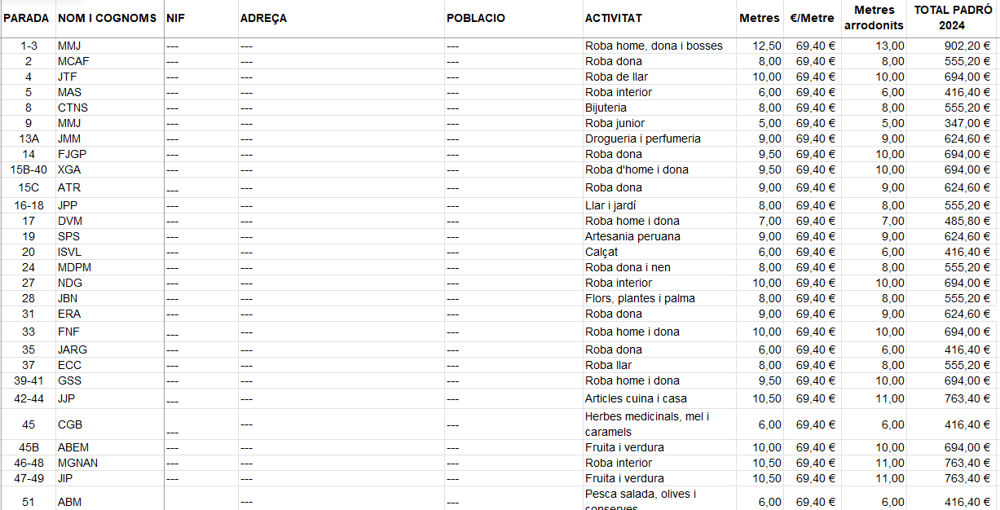 PARADA NOM I COGNOMS NIF ADREÇA POBLACIO ACTIVITAT Metres €/Metre Metres arrodonits TOTAL PADRÓ 2024
1-3 MMJ --- --- --- Roba home, dona i bosses 12,50 69,40 € 13,00 902,20 €
2 MCAF --- --- --- Roba dona 8,00 69,40 € 8,00 555,20 €
4 JTF --- --- --- Roba de llar 10,00 69,40 € 10,00 694,00 €
5 MAS --- --- --- Roba interior 6,00 69,40 € 6,00 416,40 €
8 CTNS --- --- --- Bijuteria 8,00 69,40 € 8,00 555,20 €
9 MMJ --- --- --- Roba junior 5,00 69,40 € 5,00 347,00 €
13A JMM --- --- --- Drogueria i perfumeria 9,00 69,40 € 9,00 624,60 €
14 FJGP --- --- --- Roba dona 9,50 69,40 € 10,00 694,00 €
15B-40 XGA --- --- --- Roba d'home i dona 9,50 69,40 € 10,00 694,00 €
15C ATR --- --- --- Roba dona 9,00 69,40 € 9,00 624,60 €
16-18 JPP --- --- --- Llar i jardí 8,00 69,40 € 8,00 555,20 €
17 DVM --- --- --- Roba home i dona 7,00 69,40 € 7,00 485,80 €
19 SPS --- --- --- Artesania peruana 9,00 69,40 € 9,00 624,60 €
20 ISVL --- --- --- Calçat 6,00 69,40 € 6,00 416,40 €
24 MDPM --- --- --- Roba dona i nen 8,00 69,40 € 8,00 555,20 €
27 NDG --- --- --- Roba interior 10,00 69,40 € 10,00 694,00 €
28 JBN --- --- --- Flors, plantes i palma 8,00 69,40 € 8,00 555,20 €
31 ERA --- --- --- Roba dona 9,00 69,40 € 9,00 624,60 €
33 FNF --- --- --- Roba home i dona 10,00 69,40 € 10,00 694,00 €
35 JARG --- --- --- Roba dona 6,00 69,40 € 6,00 416,40 €
37 ECC --- --- --- Roba llar 8,00 69,40 € 8,00 555,20 €
39-41 GSS --- --- --- Roba home i dona 9,50 69,40 € 10,00 694,00 €
42-44 JJP --- --- --- Articles cuina i casa 10,50 69,40 € 11,00 763,40 €
45 CGB --- --- --- Herbes medicinals, mel i caramels 6,00 69,40 € 6,00 416,40 €
45B ABEM --- --- --- Fruita i verdura 10,00 69,40 € 10,00 694,00 €
46-48 MGNAN --- --- --- Roba interior 10,50 69,40 € 11,00 763,40 €
47-49 JIP --- --- --- Fruita i verdura 10,50 69,40 € 11,00 763,40 €
51 ABM --- --- Pesca salada, olives i conserves 6,00 69,40 € 6,00 416,40 €